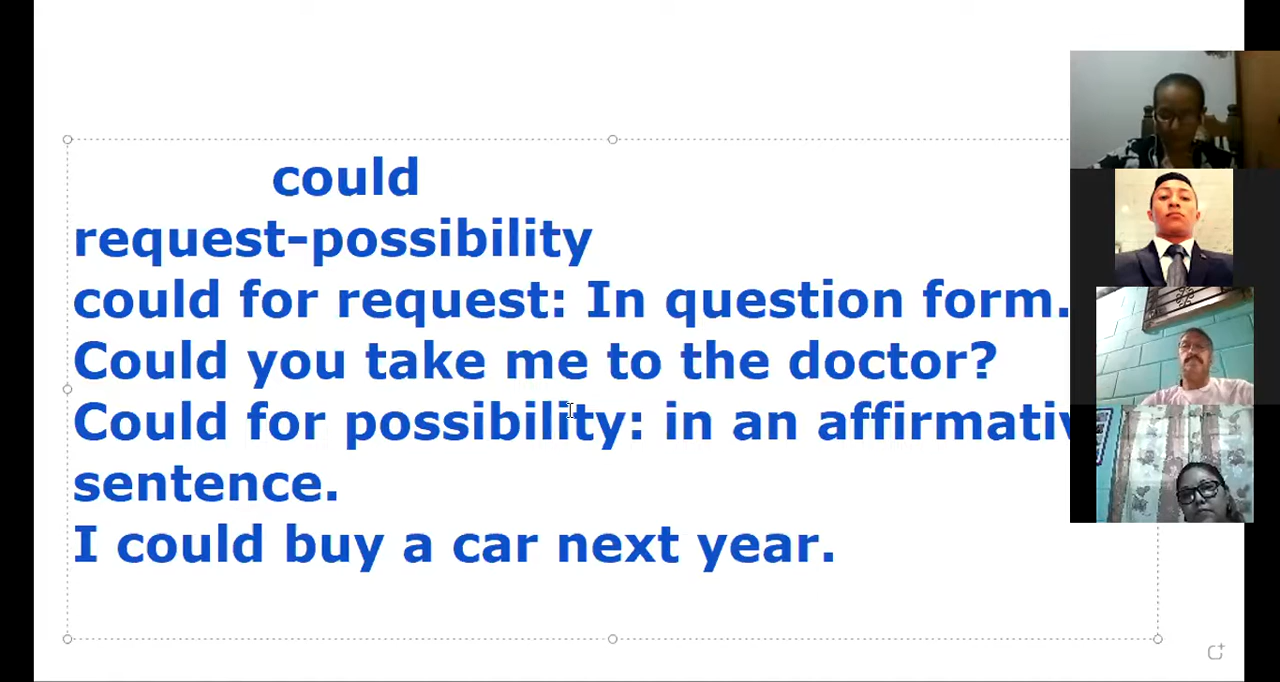 could
request-possibility
could for request: In question form.
Could you take me to the doctor?
Could for possibility: in an
sentence.
I could buy a car next year.